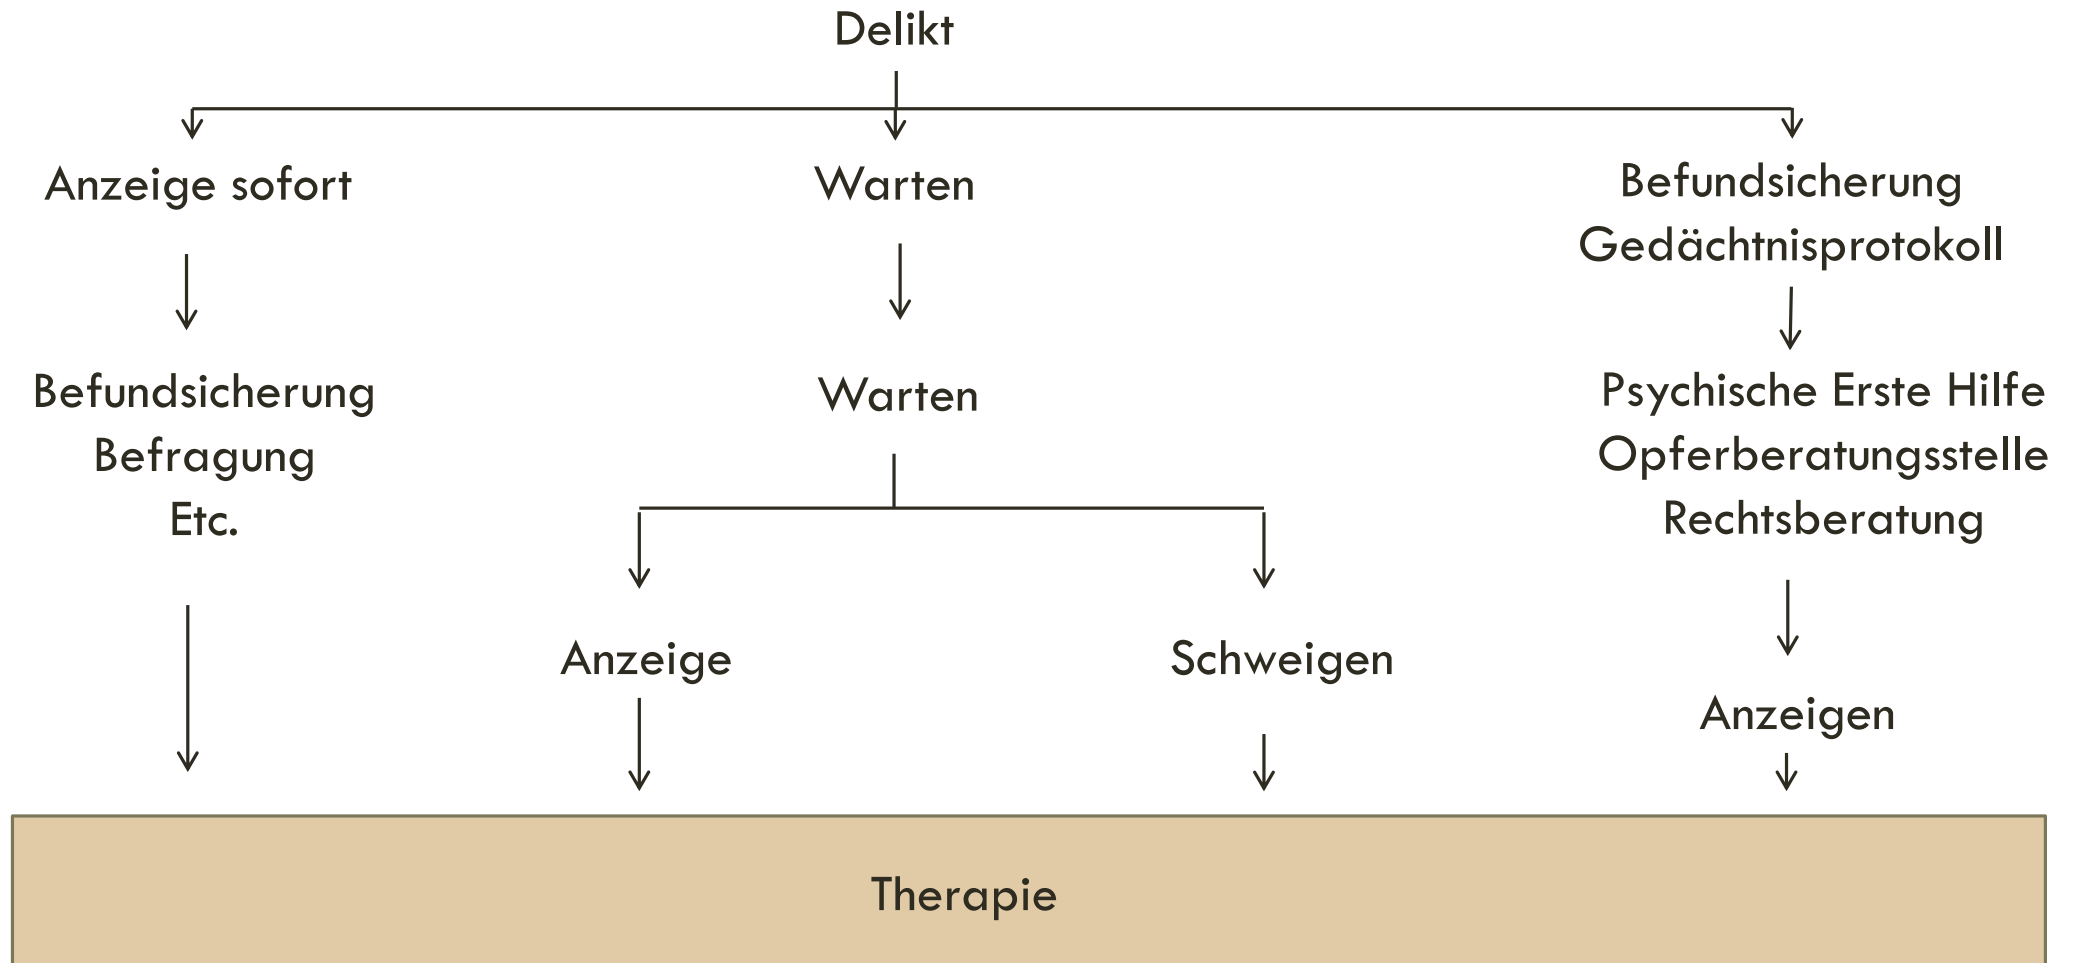 Delikt
Anzeige sofort
Warten
Befundsicherung
Gedächtnisprotokoll
Befundsicherung
Befragung
Etc.
Warten
Psychische Erste Hilfe
Opferberatungsstelle
Rechtsberatung
Anzeige
Schweigen
Anzeigen
Therapie